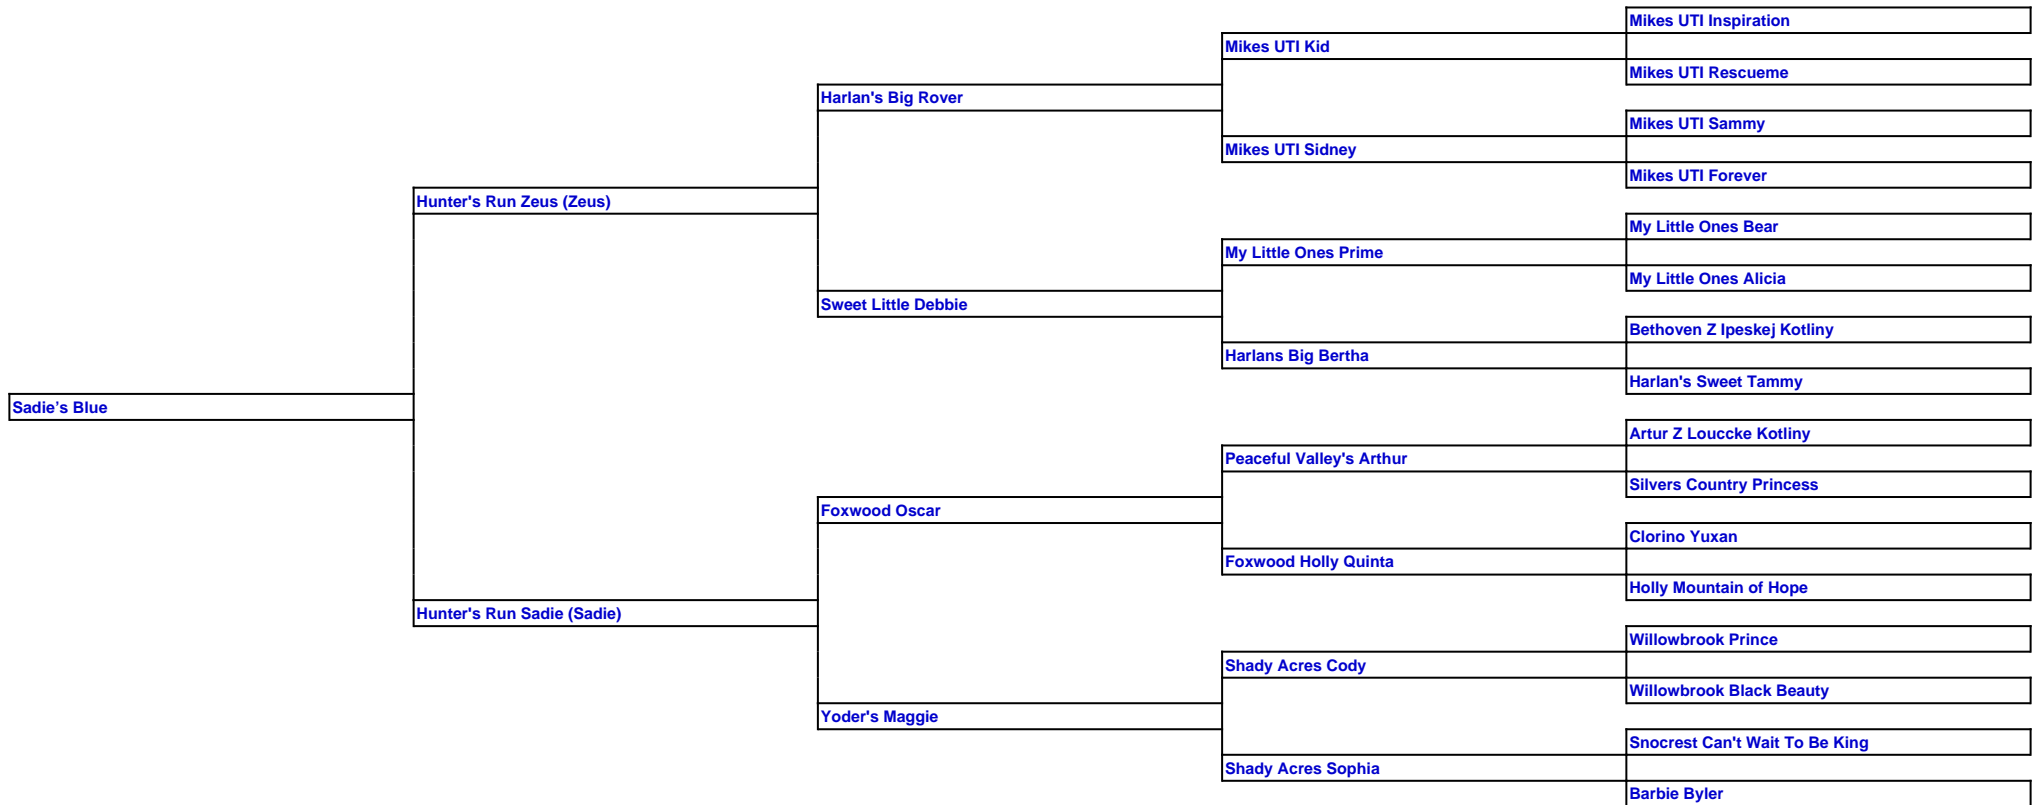 Mikes UTI Inspiration
Mikes UTI Kid
Mikes UTI Rescueme
Harlan's Big Rover
Mikes UTI Sammy
Mikes UTI Sidney
Mikes UTI Forever
Hunter's Run Zeus (Zeus)
My Little Ones Bear
My Little Ones Prime
My Little Ones Alicia
Sweet Little Debbie
Bethoven Z Ipeskej Kotliny
Harlans Big Bertha
Harlan's Sweet Tammy
Sadie’s Blue
Artur Z Louccke Kotliny
Peaceful Valley's Arthur
Silvers Country Princess
Foxwood Oscar
Clorino Yuxan
Foxwood Holly Quinta
Holly Mountain of Hope
Hunter's Run Sadie (Sadie)
Willowbrook Prince
Shady Acres Cody
Willowbrook Black Beauty
Yoder's Maggie
Snocrest Can't Wait To Be King
Shady Acres Sophia
Barbie Byler